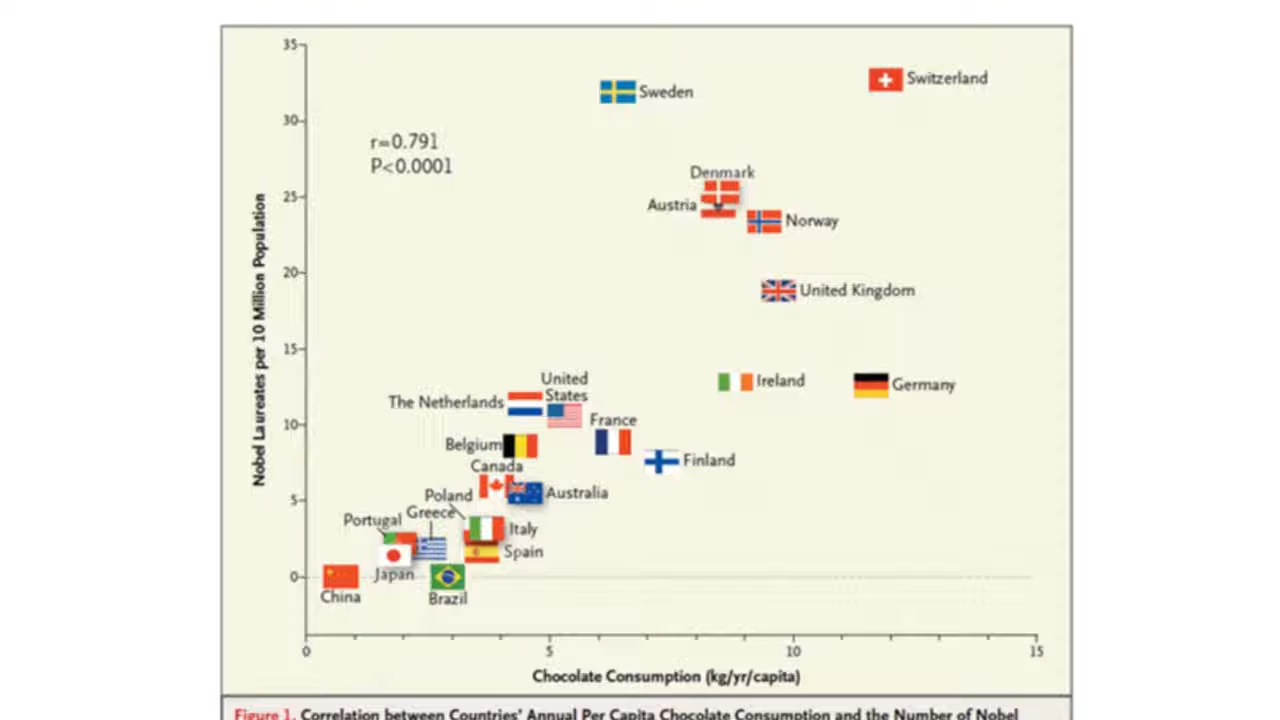 35
Switzerland
Sweden
30
r=0.791
P<0.0001
Denmark
25
Austria
Norway
20
United Kingdom
15
United
States
Ireland
Germany
The Netherlands
France
10
Belgium
Finland
Canada
Poland
Australia
5
Greece
Portugal
Italy
Spain
Japan
0
China
Brazil
0
5
10
15
Nobel Laureates per 10 Million Population
Chocolate Consumption (kg/yr/capita)
Figure 1. Correlation between Countries' Annual Per Capita Chocolate Consumption and the Number of Nobel